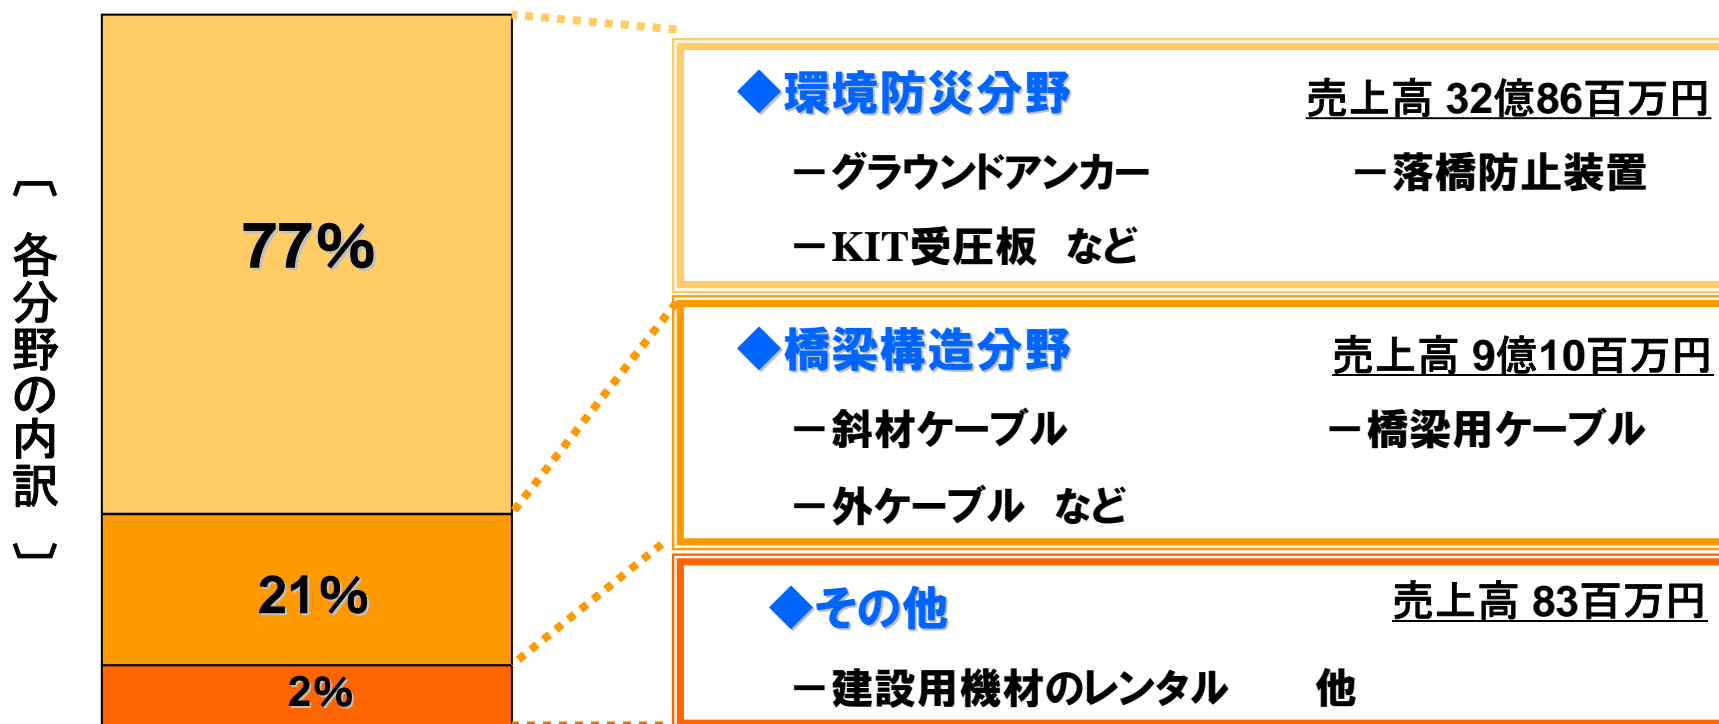 〔 各分野の内訳 〕
77%
21%
2%
◆環境防災分野 売上高 32億86百万円
－グラウンドアンカー －落橋防止装置
－KIT受圧板 など
◆橋梁構造分野 売上高 9億10百万円
－斜材ケーブル －橋梁用ケーブル
－外ケーブル など
◆その他 売上高 83百万円
－建設用機材のレンタル 他